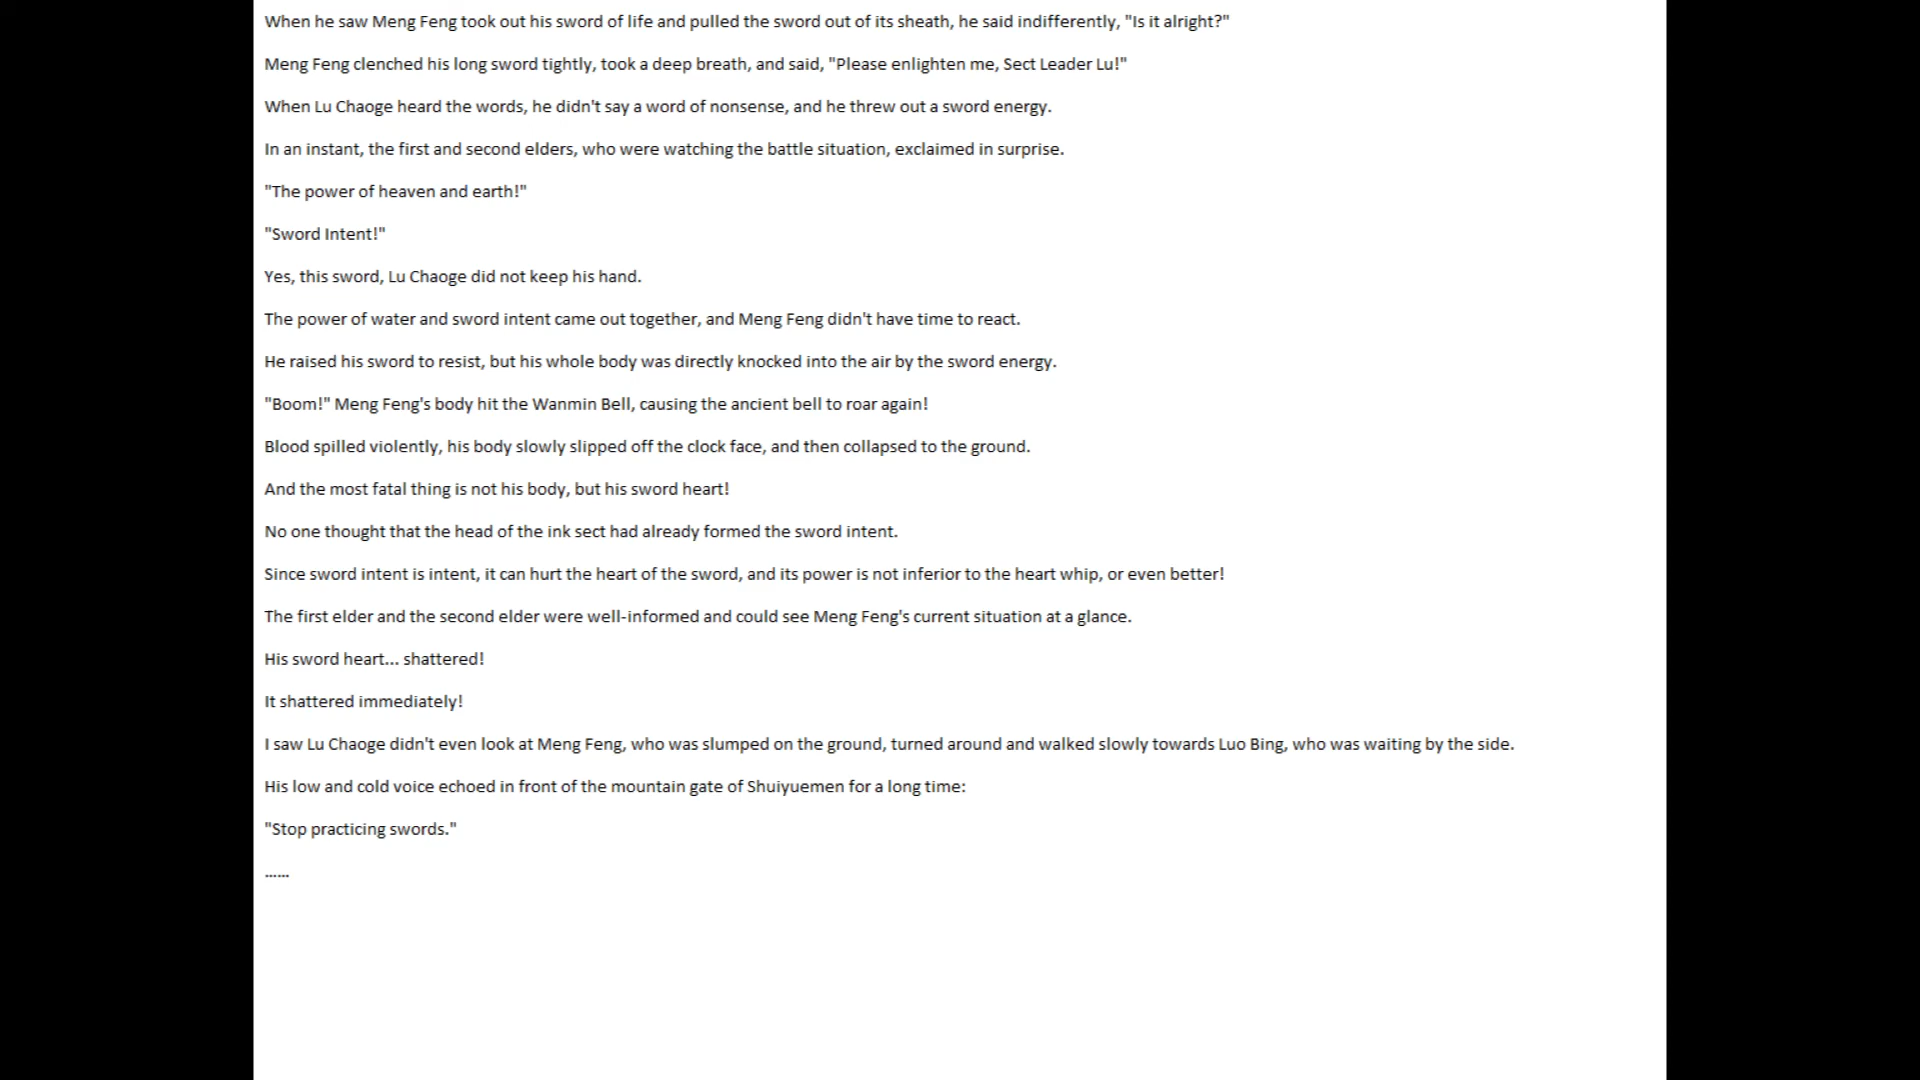 When he saw Meng Feng took out his sword of life and pulled the sword out of its sheath, he said indifferently, "Is it alright?"
Meng Feng clenched his long sword tightly, took a deep breath, and said, "Please enlighten me, Sect Leader Lu!"
When Lu Chaoge heard the words, he didn't say a word of nonsense, and he threw out a sword energy.
In an instant, the first and second elders, who were watching the battle situation, exclaimed in surprise.
"The power of heaven and earth!"
"Sword Intent!"
Yes, this sword, Lu Chaoge did not keep his hand.
The power of water and sword intent came out together, and Meng Feng didn't have time to react.
He raised his sword to resist, but his whole body was directly knocked into the air by the sword energy.
"Boom!" Meng Feng's body hit the Wanmin Bell, causing the ancient bell to roar again!
Blood spilled violently, his body slowly slipped off the clock face, and then collapsed to the ground.
And the most fatal thing is not his body, but his sword heart!
No one thought that the head of the ink sect had already formed the sword intent.
Since sword intent is intent, it can hurt the heart of the sword, and its power is not inferior to the heart whip, or even better!
The first elder and the second elder were well-informed and could see Meng Feng's current situation at a glance.
His sword heart... shattered!
It shattered immediately!
I saw Lu Chaoge didn't even look at Meng Feng, who was slumped on the ground, turned around and walked slowly towards Luo Bing, who was waiting by the side.
His low and cold voice echoed in front of the mountain gate of Shuiyuemen for a long time:
"Stop practicing swords."
......